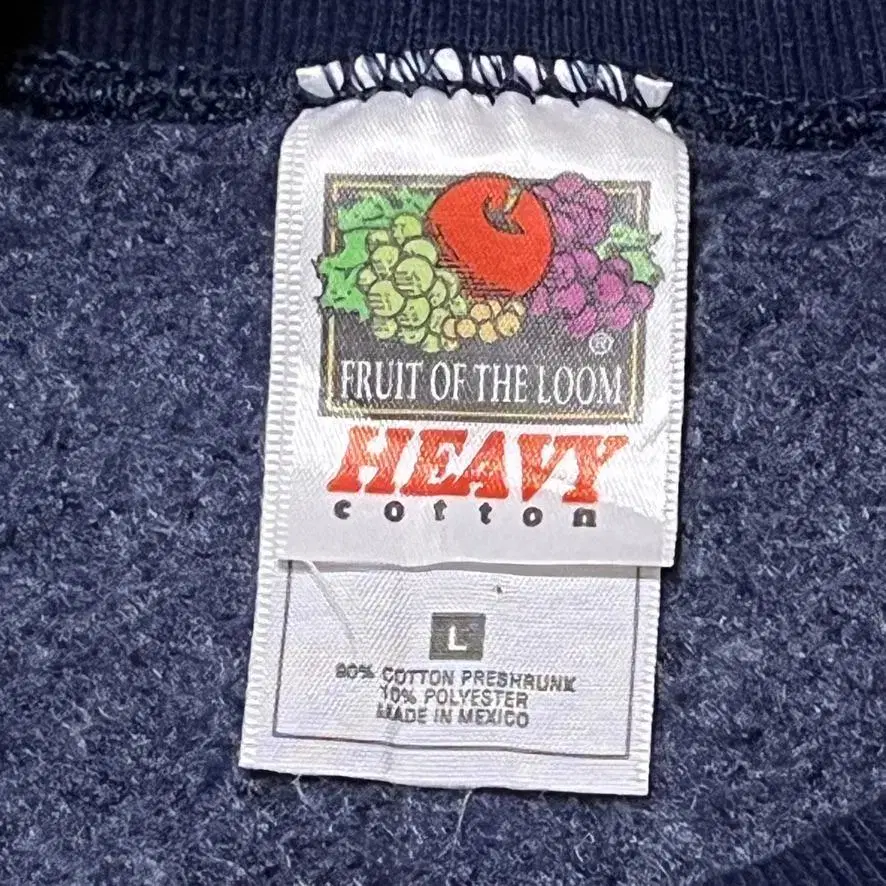 ®
FRUIT OF THE LOOM
HEAVY
cotton
L
90% COTTON PRESHRUNK
10% POLYESTER
MADE IN MEXICO